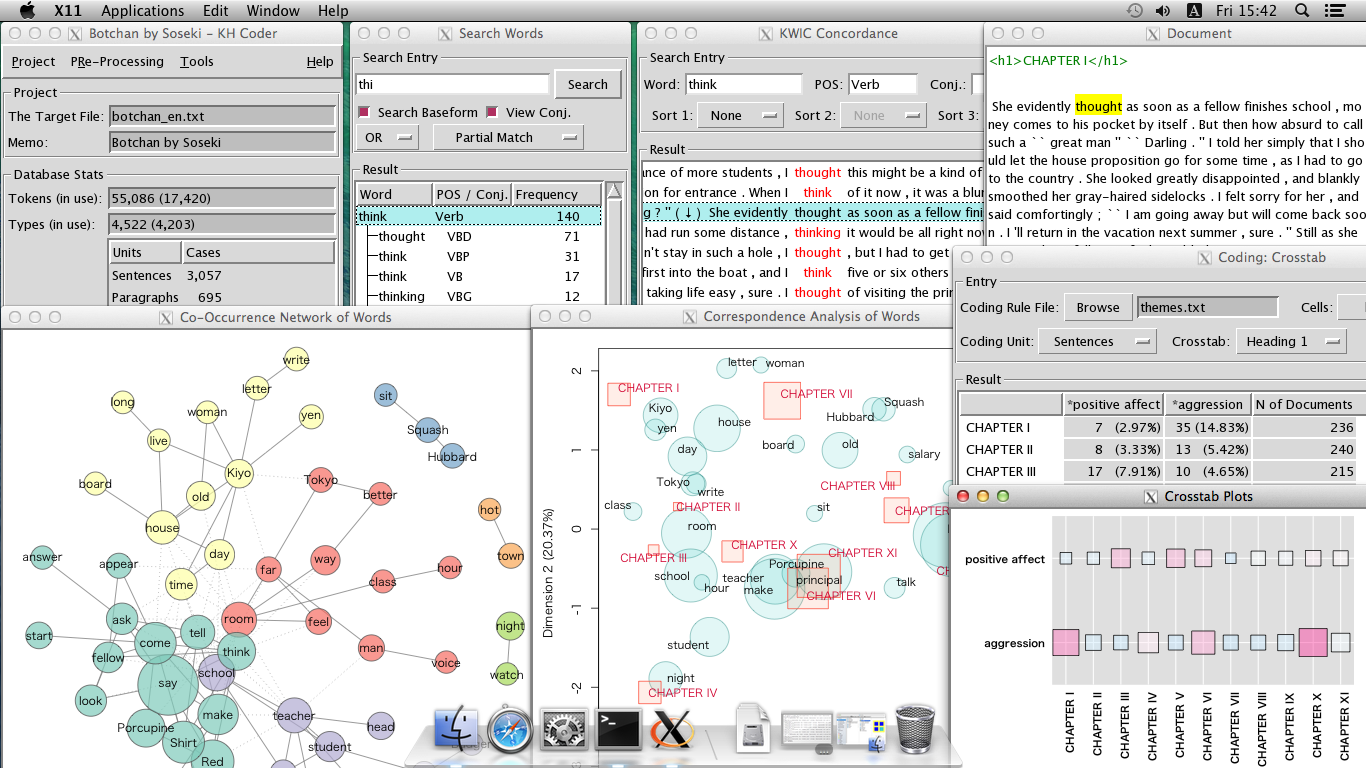 X11 Applications Edit Window Help
A Fri 15:42
Botchan by Soseki - KH Coder
Project PRe-Processing Tools Help
Project
The Target File: botchan_en.txt
Memo: Botchan by Soseki
Database Stats
Tokens (in use): 55,086 (17,420)
Types (in use): 4,522 (4,203)
Units Cases
Sentences 3,057
Paragraphs 695
Search Words
Search Entry
thi Search
Search Baseform View Conj.
OR Partial Match
Result
Word POS / Conj. Frequency
think Verb 140
thought VBD 71
think VBP 31
think VB 17
thinking VBG 12
KWIC Concordance
Search Entry
Word: think POS: Verb Conj.:
Sort 1: None Sort 2: None Sort 3:
Result
nce of more students , I thought this might be a kind of
on for entrance . When I think of it now , it was a blur
g ? " ( ↓ ) She evidently thought as soon as a fellow fini
had run some distance , thinking it would be all right now
n't stay in such a hole , I thought , but I had to get
first into the boat , and I think five or six others
taking life easy , sure . I thought of visiting the prin
Document
<h1>CHAPTER I</h1>
She evidently thought as soon as a fellow finishes school , mo
ney comes to his pocket by itself . But then how absurd to call
such a ` ` great man '' ` ` Darling . " I told her simply that I sho
uld let the house proposition go for some time , as I had to go
to the country . She looked greatly disappointed , and blankly
smoothed her gray-haired sidelocks . I felt sorry for her , and
said comfortingly ; ` ` I am going away but will come back soo
n . I 'll return in the vacation next summer , sure . " Still as she
Coding: Crosstab
Entry
Coding Rule File: Browse themes.txt Cells:
Coding Unit: Sentences Crosstab: Heading 1
Result
*positive affect *aggression N of Documents
CHAPTER I 7 (2.97%) 35 (14.83%) 236
CHAPTER II 8 (3.33%) 13 (5.42%) 240
CHAPTER III 17 (7.91%) 10 (4.65%) 215
Co-Occurrence Network of Words
write
letter
long
woman
yen
sit
live
Squash
Hubbard
Kiyo
board
Tokyo
old
better
hot
house
day
town
answer
appear
far
way
time
class
hour
ask
room
feel
night
start
tell
come
think
man
fellow
voice
school
watch
say
look
make
teacher
Porcupine
head
Shirt
student
Red
Correspondence Analysis of Words
Dimension 2 (20.37%)
2
1
0
-1
-2
letter
woman
CHAPTER I
CHAPTER VII
Kiyo
Squash
yen
house
Hubbard
day
board
old
salary
Tokyo
write
CHAPTER VIII
class
CHAPTER II
sit
CHAPTER
room
CHAPTER X
CHAPTER XI
CHAPTER III
Porcupine
school
teacher
principal
hour
make
talk
CHAPTER VI
student
night
CHAPTER IV
Crosstab Plots
positive affect
aggression
CHAPTER I
CHAPTER II
CHAPTER III
CHAPTER IV
CHAPTER V
CHAPTER VI
CHAPTER VII
CHAPTER VIII
CHAPTER IX
CHAPTER X
CHAPTER XI